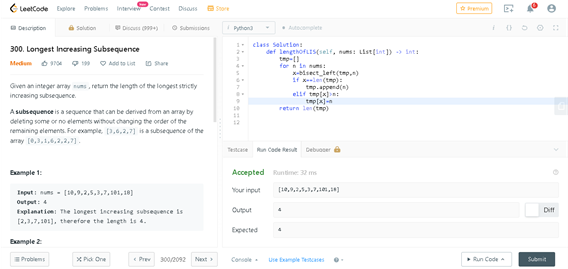 LeetCode Explore Problems Interview New Contest Discuss Store Premium
Description Solution Discuss (999+) Submissions
Python3 Autocomplete
300. Longest Increasing Subsequence
Medium 9704 199 Add to List Share
Given an integer array nums, return the length of the longest strictly
increasing subsequence.
A subsequence is a sequence that can be derived from an array by
deleting some or no elements without changing the order of the
remaining elements. For example, [3,6,2,7] is a subsequence of the
array [0,3,1,6,2,2,7].
Example 1:
Input: nums = [10,9,2,5,3,7,101,18]
Output: 4
Explanation: The longest increasing subsequence is
[2,3,7,101], therefore the length is 4.
Example 2:
Problems Pick One Prev 300/2092 Next
1 class Solution:
2 def lengthOfLIS(self, nums: List[int]) -> int:
3 tmp=[]
4 for n in nums:
5 x=bisect_left(tmp,n)
6 if x==len(tmp):
7 tmp.append(n)
8 elif tmp[x]>n:
9 tmp[x]=n
10 return len(tmp)
11
12
Testcase Run Code Result Debugger
Accepted Runtime: 32 ms
Your input [10,9,2,5,3,7,101,18]
Output 4 Diff
Expected 4
Console Use Example Testcases Run Code Submit